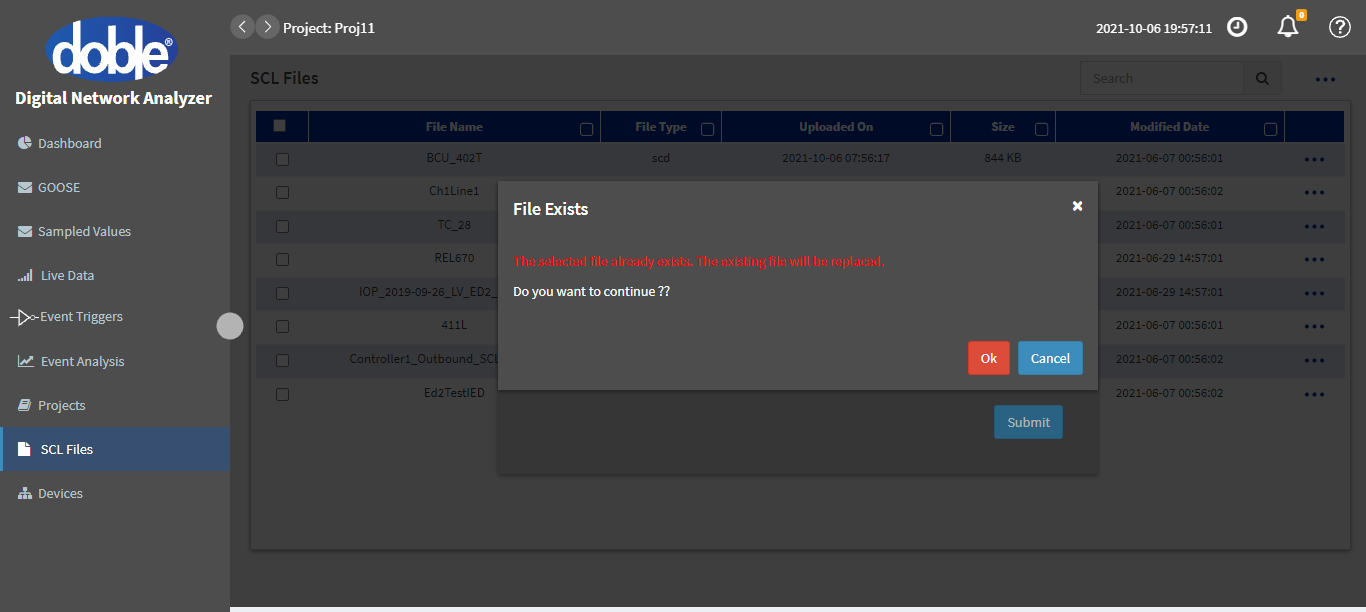 doble®
Digital Network Analyzer
Dashboard
GOOSE
Sampled Values
Live Data
Event Triggers
Event Analysis
Projects
SCL Files
Devices
Project: Proj11
2021-10-06 19:57:11
0
SCL Files
Search
File Name File Type Uploaded On Size Modified Date
BCU_402T scd 2021-10-06 07:56:17 844 KB 2021-06-07 00:56:01
Ch1Line1 2021-06-07 00:56:02
TC_28 2021-06-07 00:56:01
REL670 2021-06-29 14:57:01
IOP_2019-09-26_LV_ED2_ 2021-06-29 14:57:01
411L 2021-06-07 00:56:01
Controller1_Outbound_SCL 2021-06-07 00:56:02
Ed2TestIED 2021-06-07 00:56:02
File Exists
The selected file already exists. The existing file will be replaced.
Do you want to continue ??
Ok Cancel
Submit